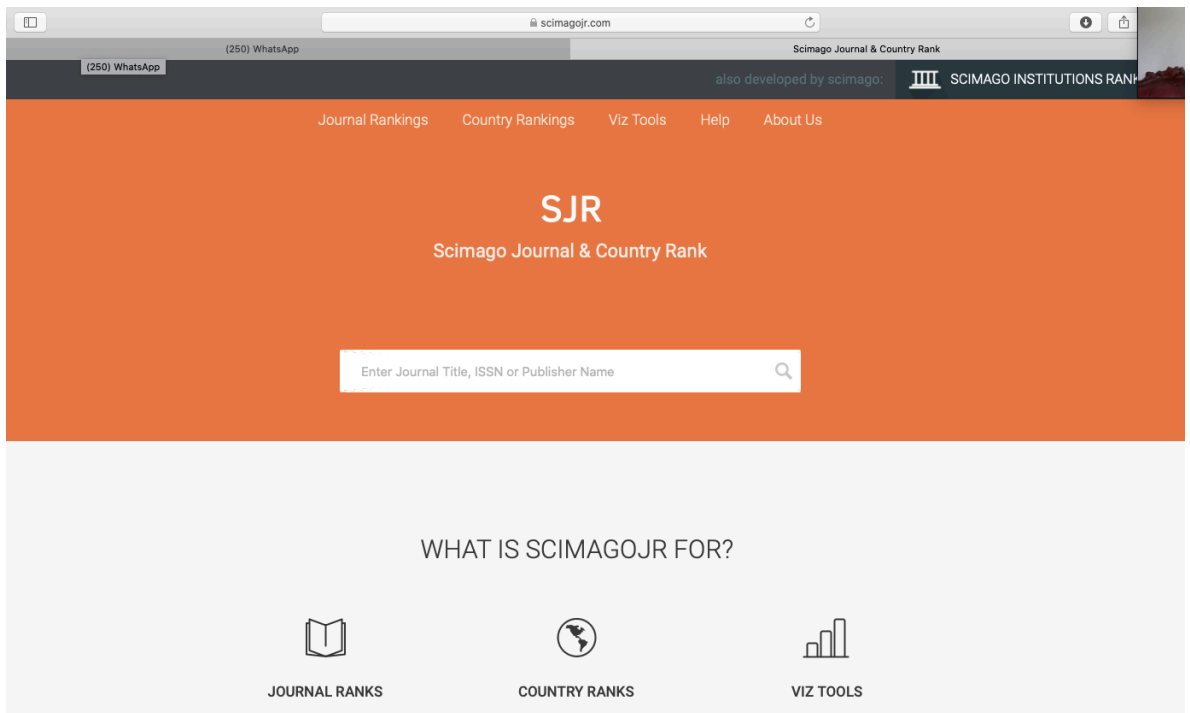 scimagojr.com
(250) WhatsApp
Scimago Journal & Country Rank
(250) WhatsApp
also developed by scimago:
SCIMAGO INSTITUTIONS RANK
Journal Rankings Country Rankings Viz Tools Help About Us
SJR
Scimago Journal & Country Rank
Enter Journal Title, ISSN or Publisher Name
WHAT IS SCIMAGOJR FOR?
JOURNAL RANKS
COUNTRY RANKS
VIZ TOOLS